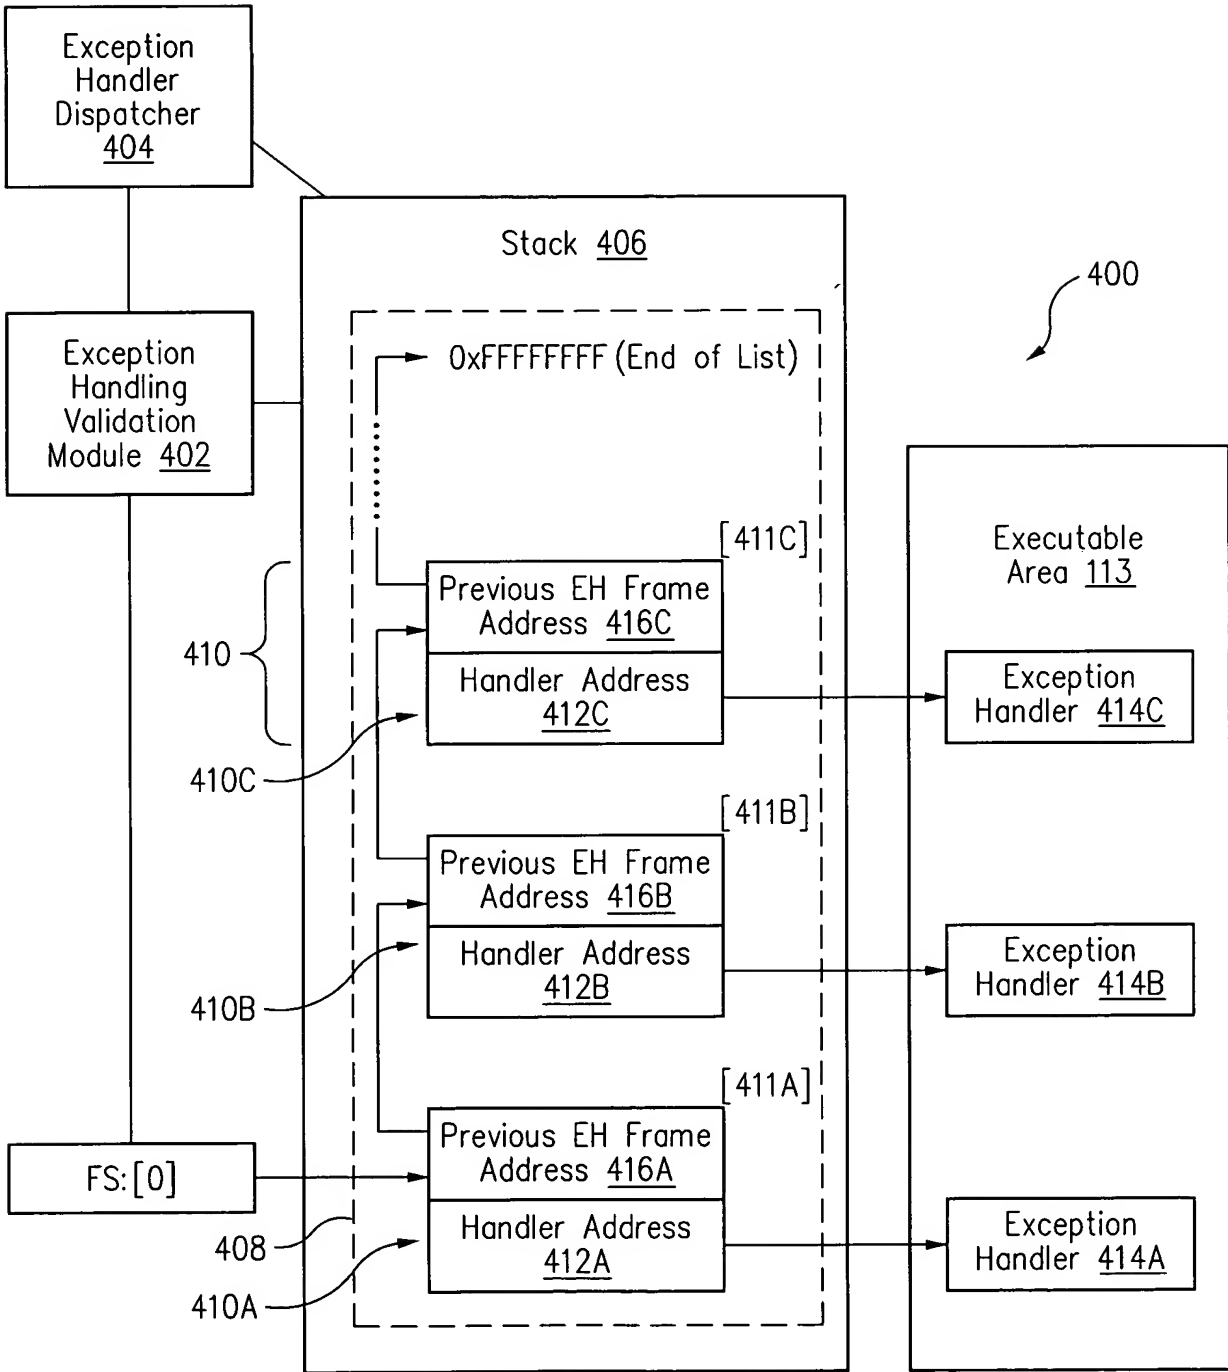 Exception
Handler
Dispatcher
404
Stack 406
400
Exception
Handling
Validation
Module 402
0xFFFFFFFF (End of List)
[411C]
Executable
Area 113
410
Previous EH Frame
Address 416C
Handler Address
412C
Exception
Handler 414C
410C
[411B]
Previous EH Frame
Address 416B
Handler Address
412B
Exception
Handler 414B
410B
[411A]
Previous EH Frame
Address 416A
FS:[0]
Handler Address
412A
Exception
Handler 414A
408
410A